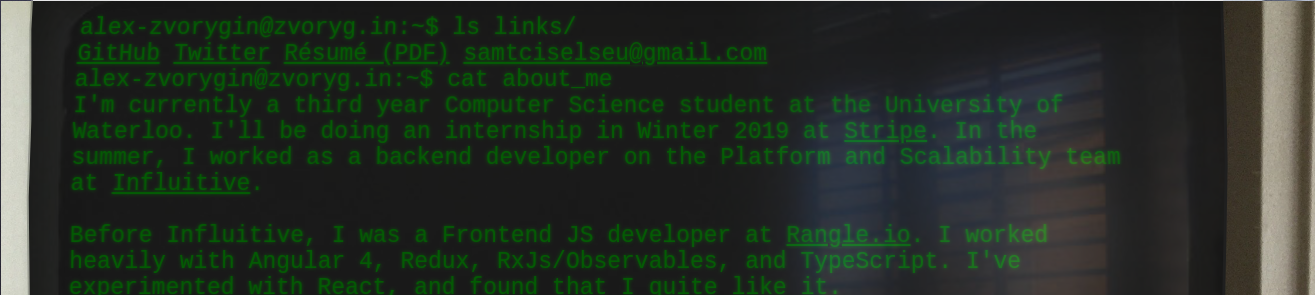 alex-zvorygin@zvoryg.in:~$ ls links/
GitHub Twitter Résumé (PDF) samtciselseu@gmail.com
alex-zvorygin@zvoryg.in:~$ cat about_me
I'm currently a third year Computer Science student at the University of
Waterloo. I'll be doing an internship in Winter 2019 at Stripe. In the
summer, I worked as a backend developer on the Platform and Scalability team
at Influitive.
Before Influitive, I was a Frontend JS developer at Rangle.io. I worked
heavily with Angular 4, Redux, RxJs/Observables, and TypeScript. I've
experimented with React, and found that I quite like it.